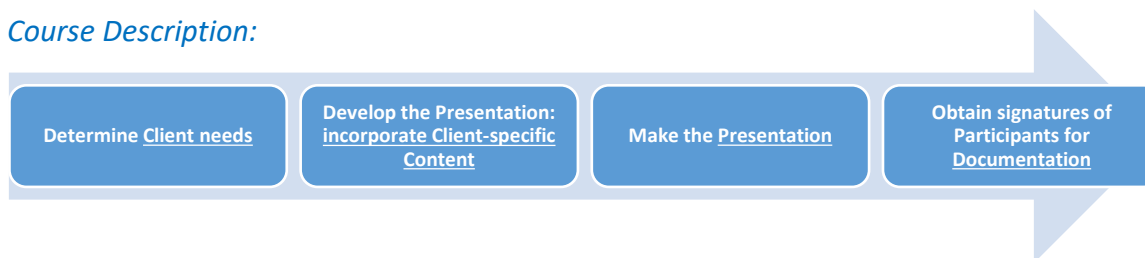 Course Description:
Determine Client needs
Develop the Presentation:
incorporate Client-specific
Content
Make the Presentation
Obtain signatures of
Participants for
Documentation